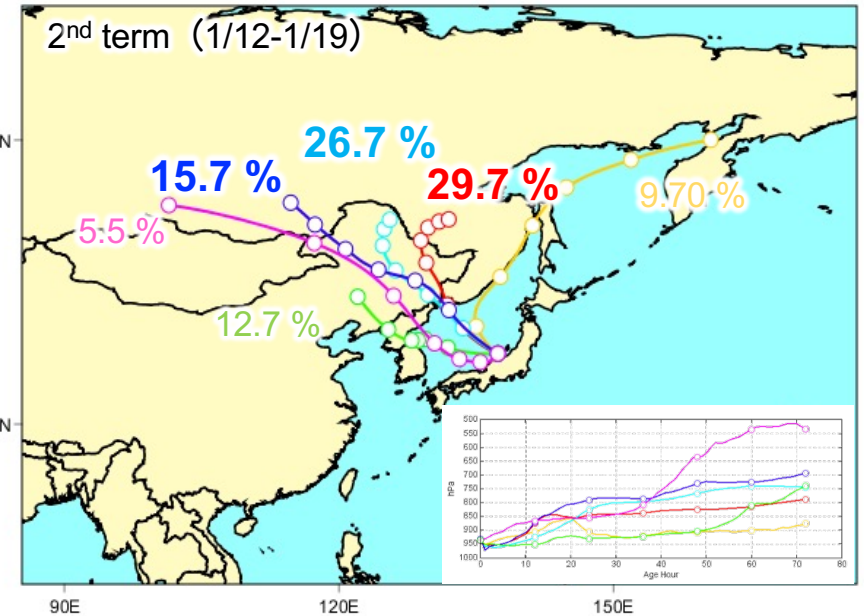 2nd term（1/12-1/19）
N
26.7 %
15.7 %
29.7 %
9.70 %
5.5 %
12.7 %
N
500
550
600
650
700
750
800
850
900
950
1000
hPa
0 10 20 30 40 50 60 70 80
Age Hour
90E 120E 150E